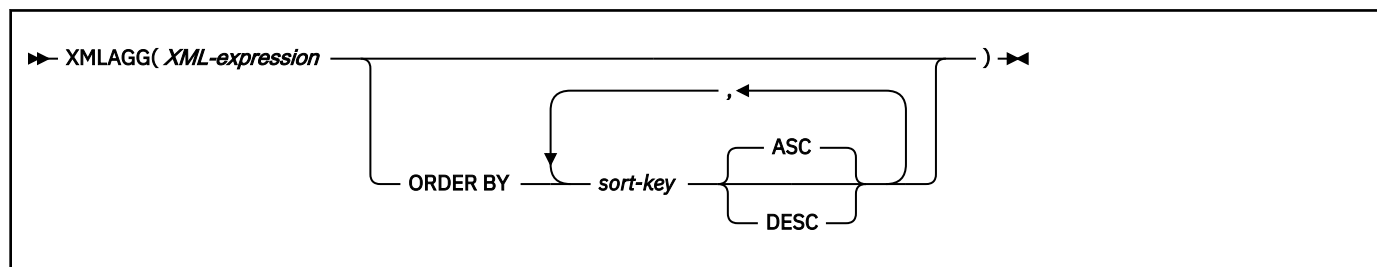 XMLAGG( XML-expression )
,
ASC
ORDER BY sort-key
DESC